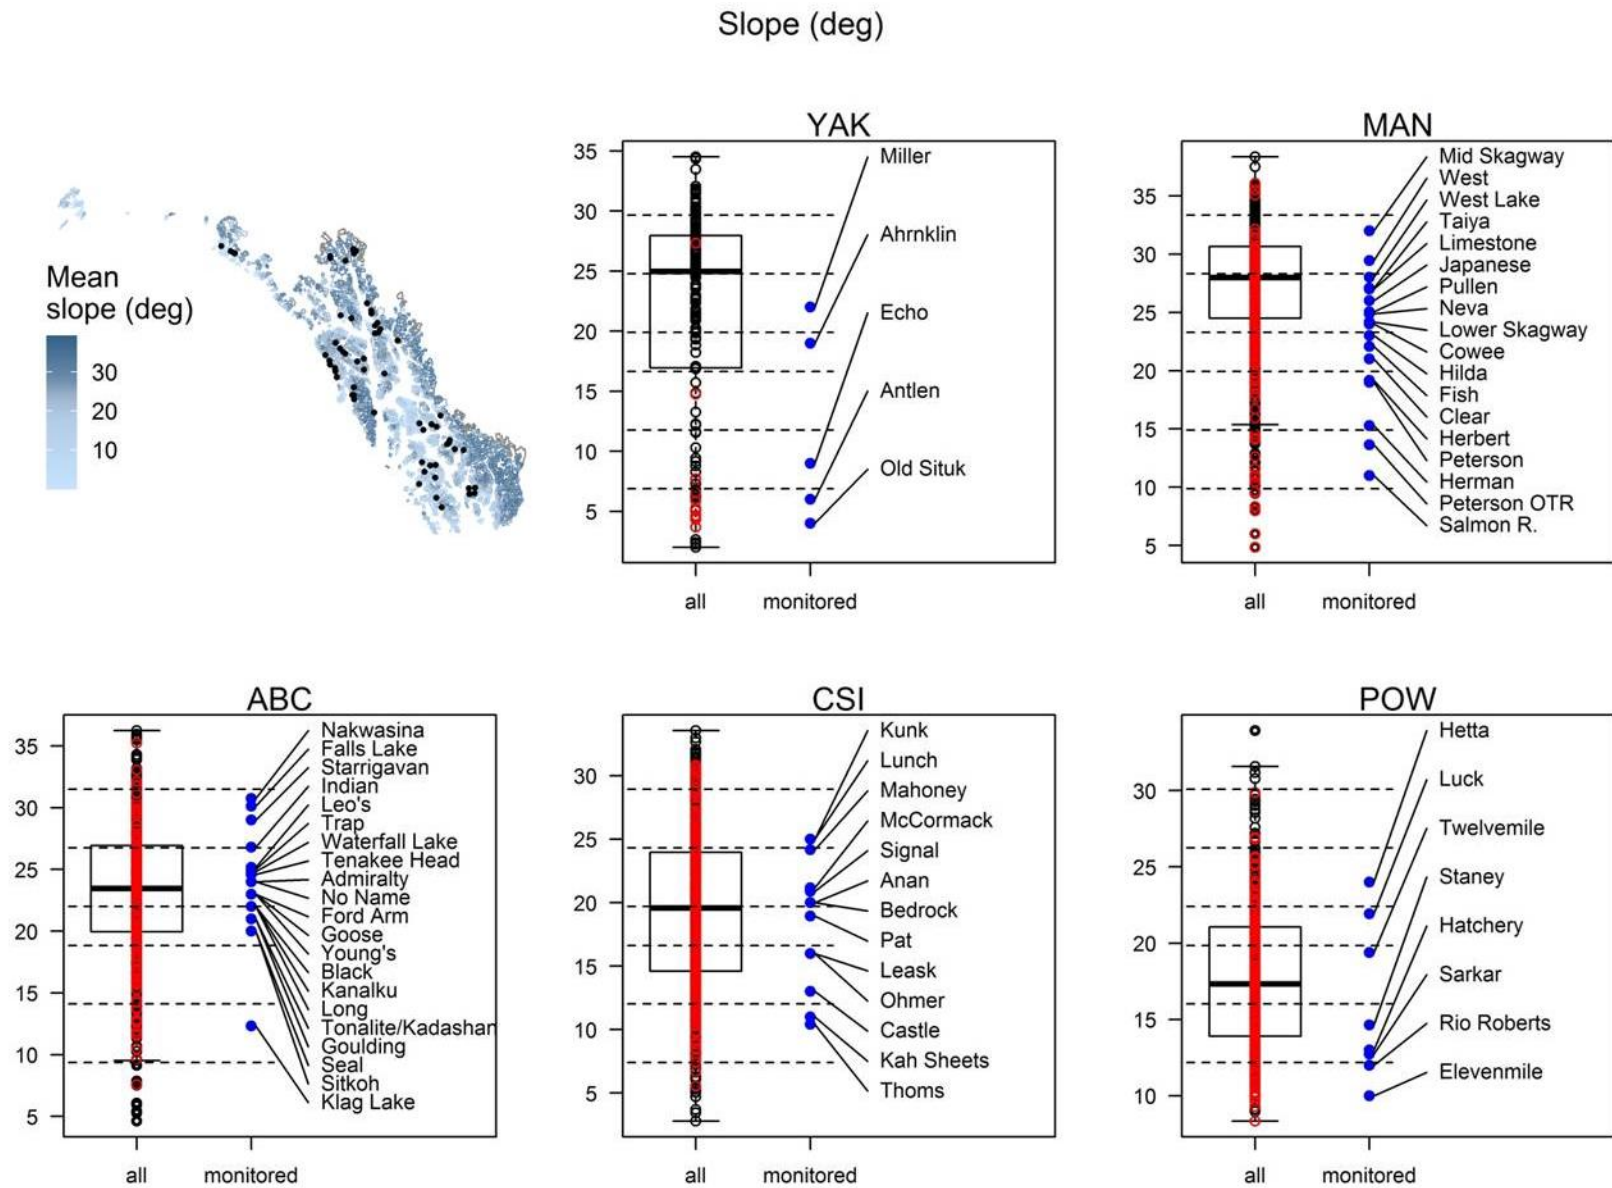 Slope (deg)
Mean
slope (deg)
30
20
10
YAK
35
30
25
20
15
10
5
Miller
Ahrnklin
Echo
Antlen
Old Situk
all
monitored
MAN
35
30
25
20
15
10
5
Mid Skagway
West
West Lake
Taiya
Limestone
Japanese
Pullen
Neva
Lower Skagway
Cowee
Hilda
Fish
Clear
Herbert
Peterson
Herman
Peterson OTR
Salmon R.
all
monitored
ABC
35
30
25
20
15
10
5
Nakwasina
Falls Lake
Starrigavan
Indian
Leo's
Trap
Waterfall Lake
Tenakee Head
Admiralty
No Name
Ford Arm
Goose
Young's
Black
Kanalku
Long
Tonalite/Kadashan
Goulding
Seal
Sitkoh
Klag Lake
all
monitored
CSI
30
25
20
15
10
5
Kunk
Lunch
Mahoney
McCormack
Signal
Anan
Bedrock
Pat
Leask
Ohmer
Castle
Kah Sheets
Thoms
all
monitored
POW
30
25
20
15
10
Hetta
Luck
Twelvemile
Staney
Hatchery
Sarkar
Rio Roberts
Elevenmile
all
monitored